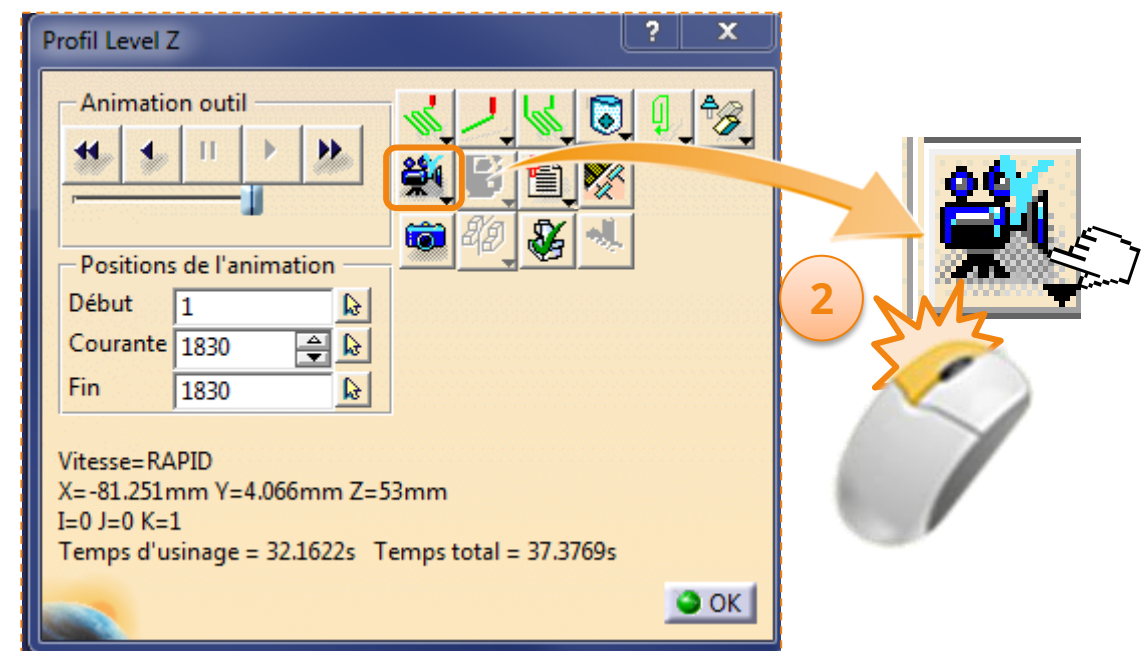 Profil Level Z
? x
Animation outil
Positions de l'animation
Début 1
Courante 1830
Fin 1830
Vitesse=RAPID
X=-81.251mm Y=4.066mm Z=53mm
I=0 J=0 K=1
Temps d'usinage = 32.1622s Temps total = 37.3769s
OK
2